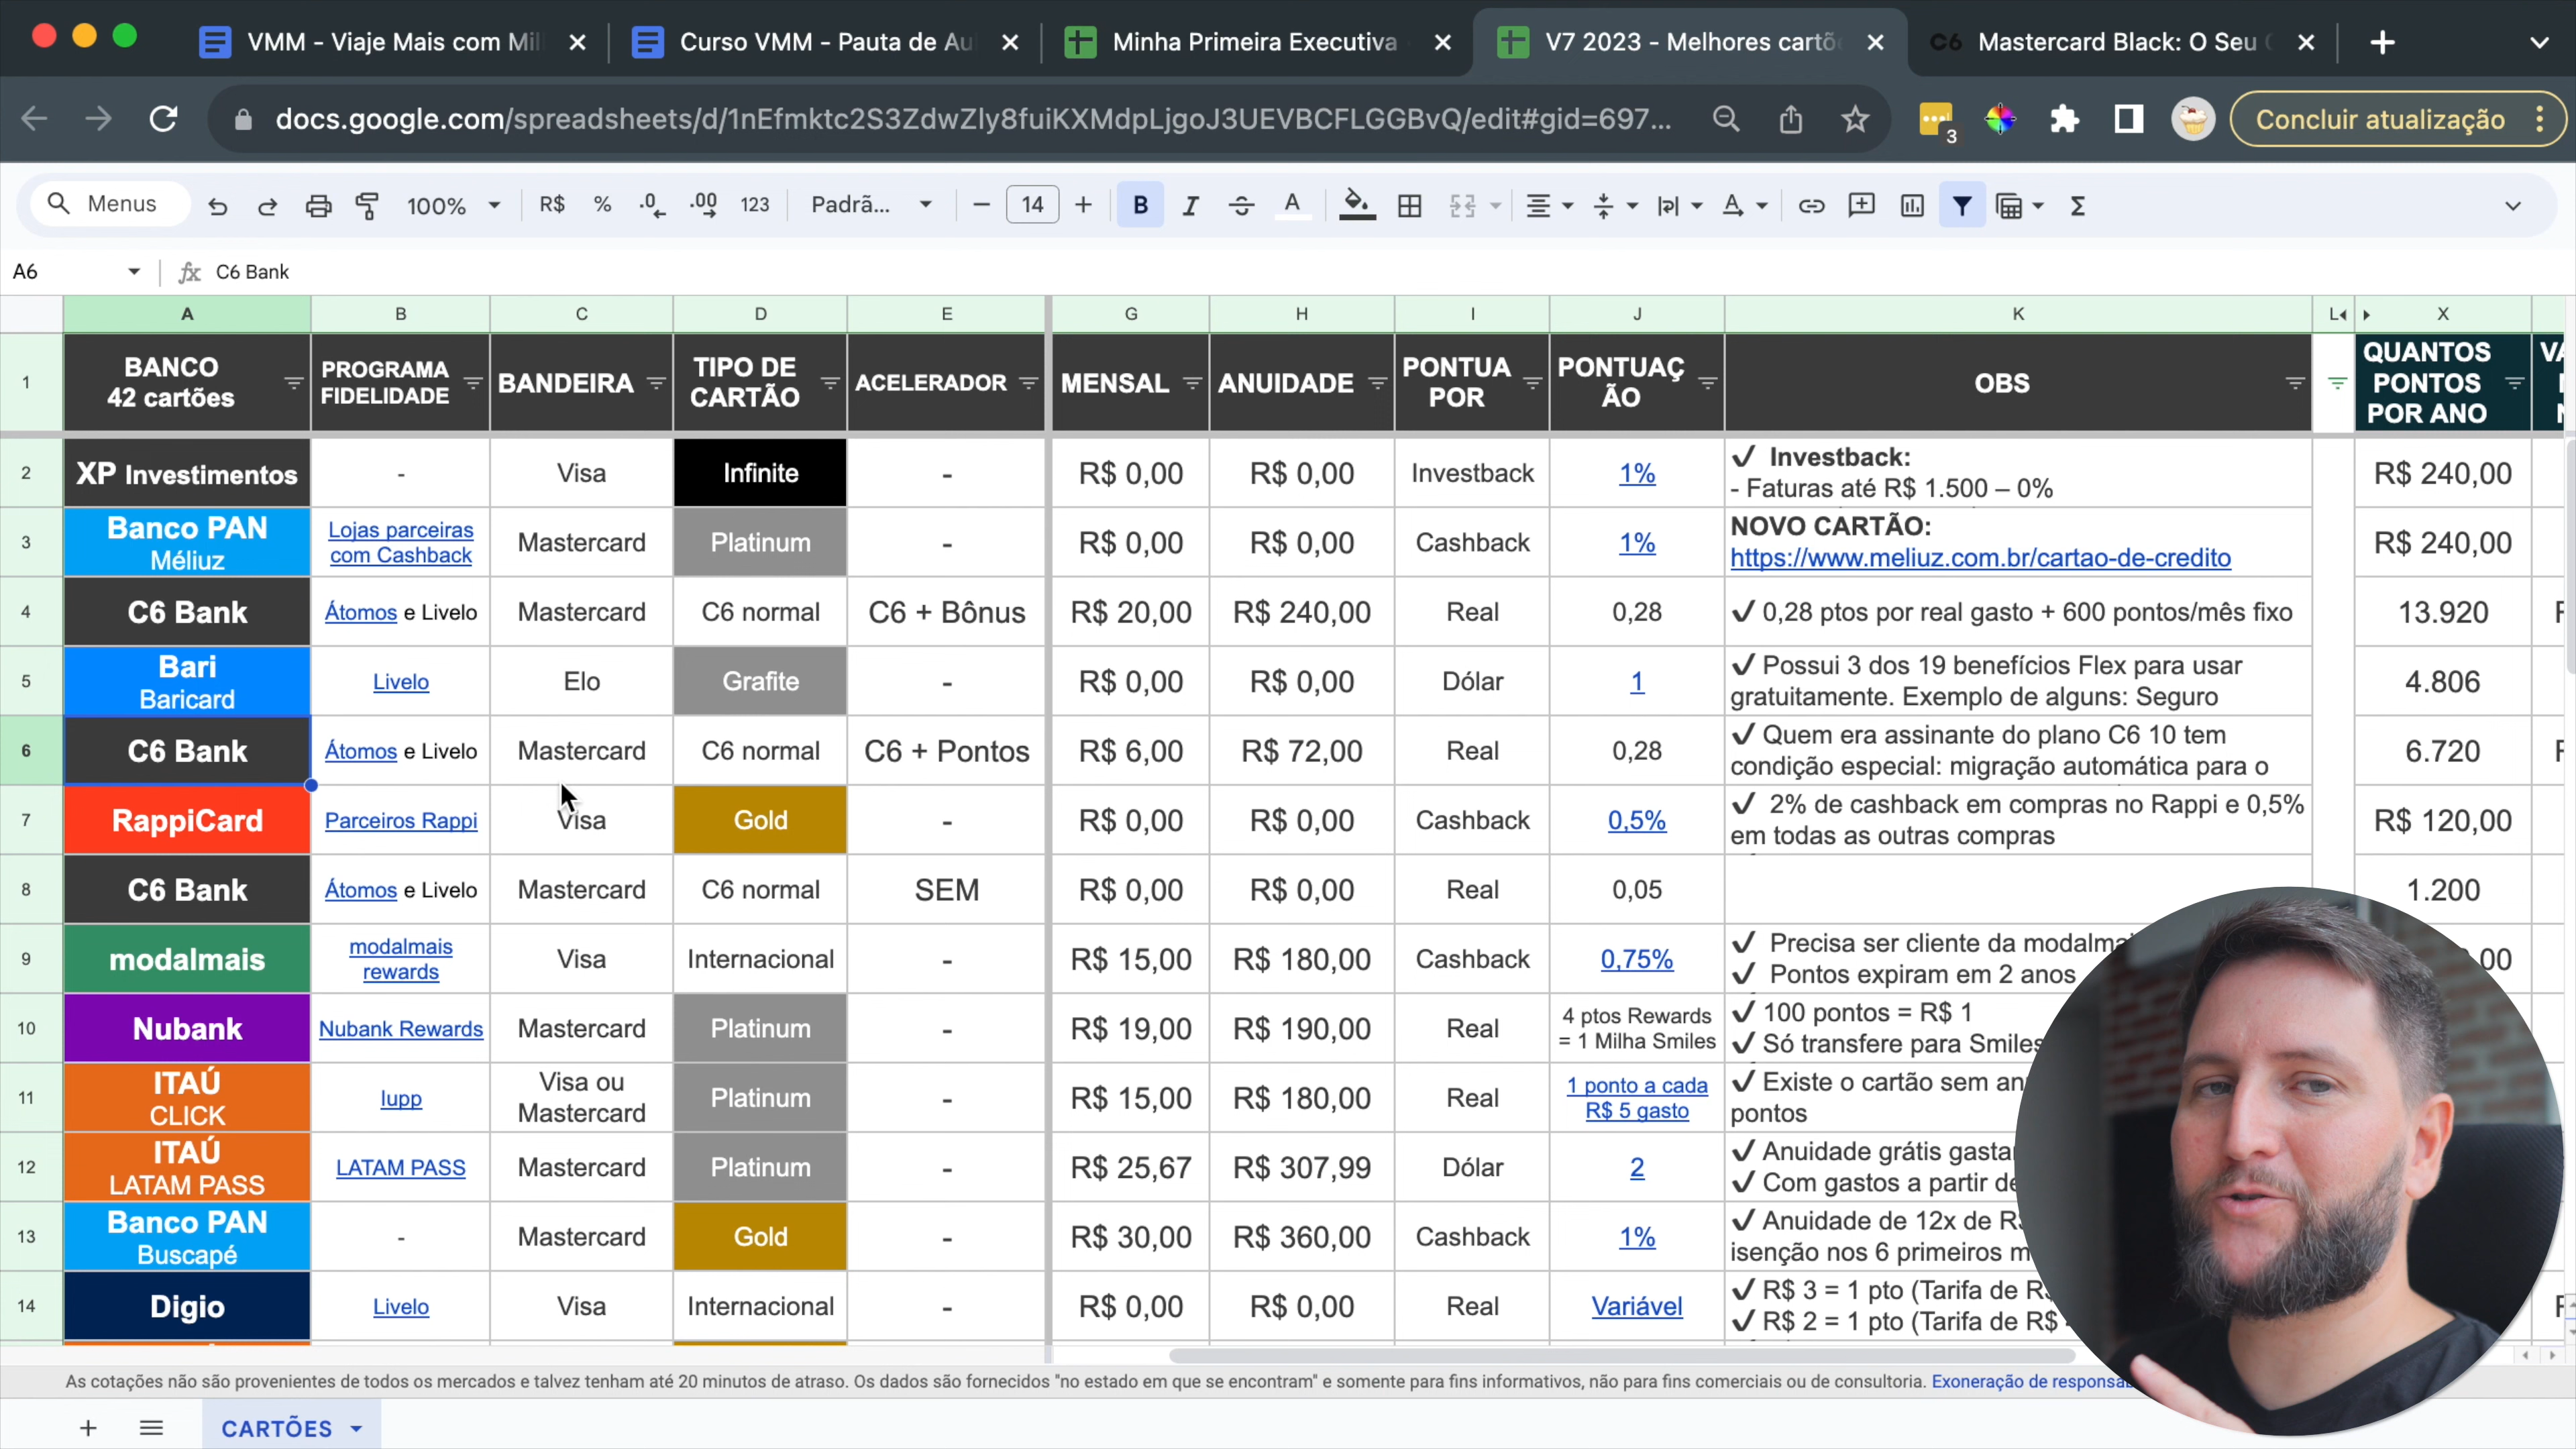 VMM - Viaje Mais com Mil
Curso VMM - Pauta de Au
Minha Primeira Executiva
V7 2023 - Melhores cartõ
C6 Mastercard Black: O Seu
docs.google.com/spreadsheets/d/1nEfmktc2S3ZdwZly8fuiKXMdpLjgoJ3UEVBCFLGGBvQ/edit#gid=697...
3
Concluir atualização
Menus
100%
R$ % .0 .00 123
Padrã...
14
B I A
A6
fx C6 Bank
A B C D E G H I J K L X
1
BANCO
42 cartões
PROGRAMA
FIDELIDADE
BANDEIRA
TIPO DE
CARTÃO
ACELERADOR
MENSAL
ANUIDADE
PONTUA
POR
PONTUAÇ
ÃO
OBS
QUANTOS
PONTOS
POR ANO
2
XP Investimentos
-
Visa
Infinite
-
R$ 0,00
R$ 0,00
Investback
1%
✓ Investback:
- Faturas até R$ 1.500 – 0%
R$ 240,00
3
Banco PAN
Méliuz
Lojas parceiras
com Cashback
Mastercard
Platinum
-
R$ 0,00
R$ 0,00
Cashback
1%
NOVO CARTÃO:
https://www.meliuz.com.br/cartao-de-credito
R$ 240,00
4
C6 Bank
Átomos e Livelo
Mastercard
C6 normal
C6 + Bônus
R$ 20,00
R$ 240,00
Real
0,28
✓ 0,28 ptos por real gasto + 600 pontos/mês fixo
13.920
5
Bari
Baricard
Livelo
Elo
Grafite
-
R$ 0,00
R$ 0,00
Dólar
1
✓ Possui 3 dos 19 benefícios Flex para usar
gratuitamente. Exemplo de alguns: Seguro
4.806
6
C6 Bank
Átomos e Livelo
Mastercard
C6 normal
C6 + Pontos
R$ 6,00
R$ 72,00
Real
0,28
✓ Quem era assinante do plano C6 10 tem
condição especial: migração automática para o
6.720
7
RappiCard
Parceiros Rappi
Visa
Gold
-
R$ 0,00
R$ 0,00
Cashback
0,5%
✓ 2% de cashback em compras no Rappi e 0,5%
em todas as outras compras
R$ 120,00
8
C6 Bank
Átomos e Livelo
Mastercard
C6 normal
SEM
R$ 0,00
R$ 0,00
Real
0,05
1.200
9
modalmais
modalmais
rewards
Visa
Internacional
-
R$ 15,00
R$ 180,00
Cashback
0,75%
✓ Precisa ser cliente da modalma
✓ Pontos expiram em 2 anos
00
10
Nubank
Nubank Rewards
Mastercard
Platinum
-
R$ 19,00
R$ 190,00
Real
4 ptos Rewards
= 1 Milha Smiles
✓ 100 pontos = R$ 1
✓ Só transfere para Smiles
11
ITAÚ
CLICK
Iupp
Visa ou
Mastercard
Platinum
-
R$ 15,00
R$ 180,00
Real
1 ponto a cada
R$ 5 gasto
✓ Existe o cartão sem an
pontos
12
ITAÚ
LATAM PASS
LATAM PASS
Mastercard
Platinum
-
R$ 25,67
R$ 307,99
Dólar
2
✓ Anuidade grátis gasta
✓ Com gastos a partir de
13
Banco PAN
Buscapé
-
Mastercard
Gold
-
R$ 30,00
R$ 360,00
Cashback
1%
✓ Anuidade de 12x de R$
isenção nos 6 primeiros m
14
Digio
Livelo
Visa
Internacional
-
R$ 0,00
R$ 0,00
Real
Variável
✓ R$ 3 = 1 pto (Tarifa de R$
✓ R$ 2 = 1 pto (Tarifa de R$
As cotações não são provenientes de todos os mercados e talvez tenham até 20 minutos de atraso. Os dados são fornecidos "no estado em que se encontram" e somente para fins informativos, não para fins comerciais ou de consultoria. Exoneração de responsab
CARTÕES